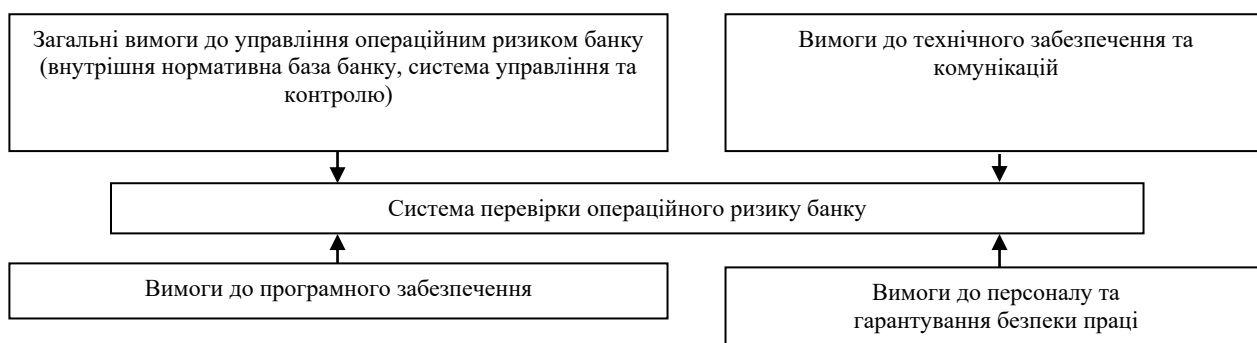 Загальні вимоги до управління операційним ризиком банку
(внутрішня нормативна база банку, система управління та
контролю)
Вимоги до технічного забезпечення та
комунікацій
Система перевірки операційного ризику банку
Вимоги до програмного забезпечення
Вимоги до персоналу та
гарантування безпеки праці